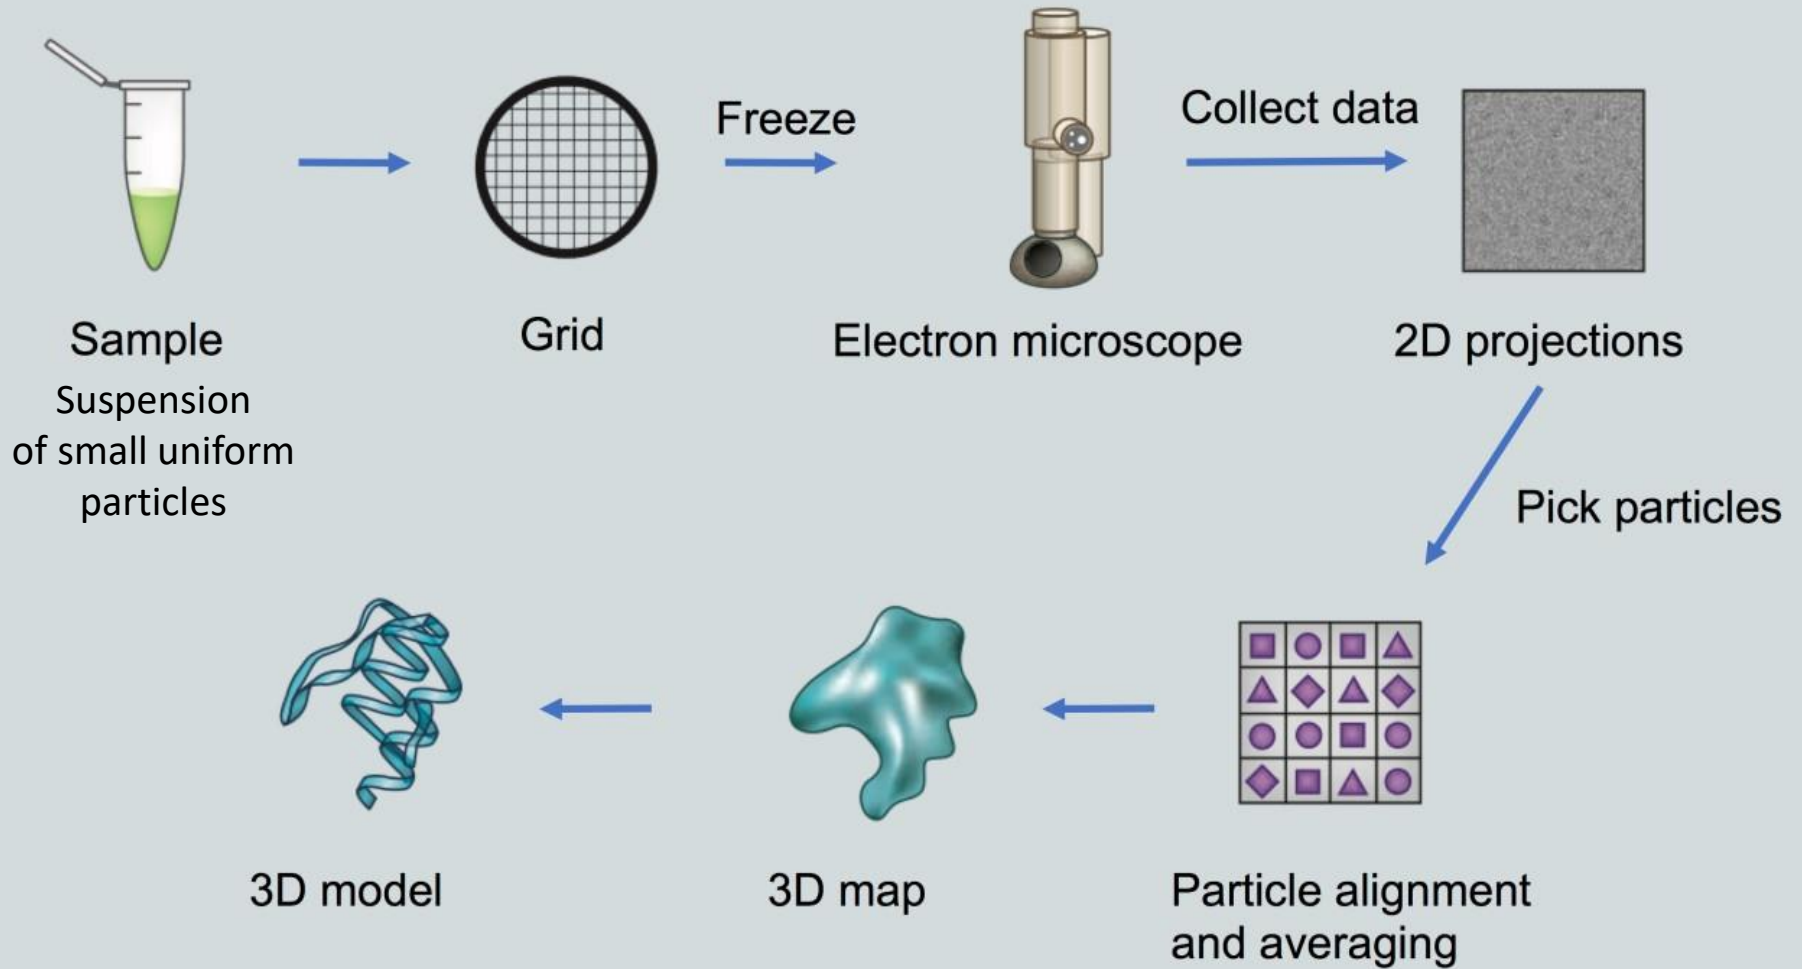 Freeze
Collect data
Sample
Suspension
of small uniform
particles
Grid
Electron microscope
2D projections
Pick particles
3D model
3D map
Particle alignment
and averaging